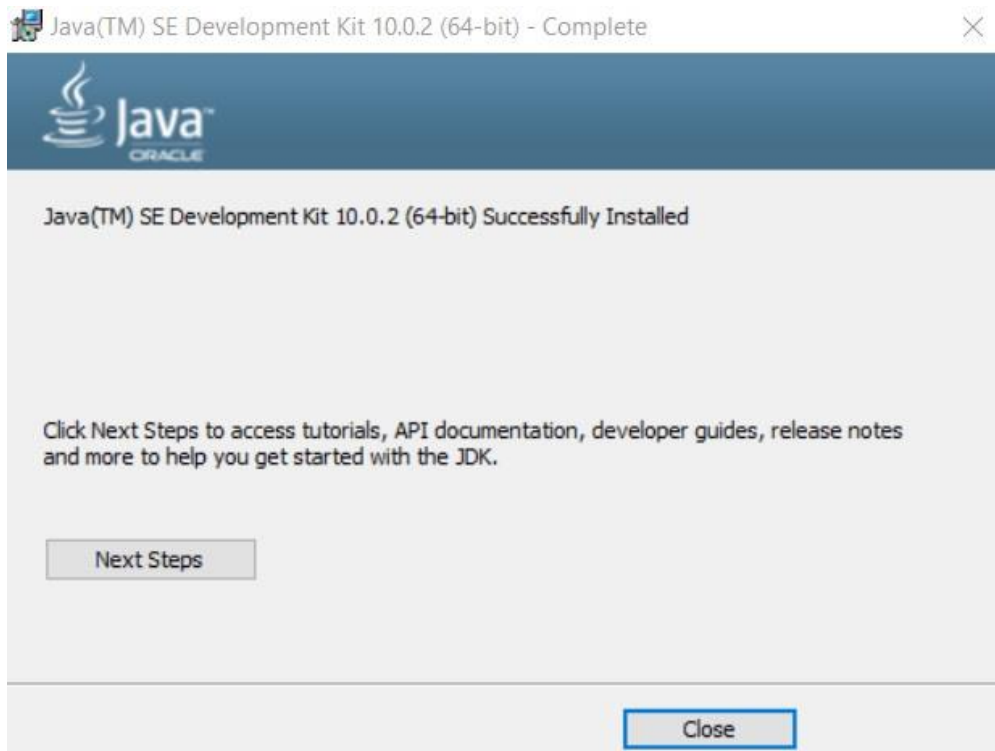 Java(TM) SE Development Kit 10.0.2 (64-bit) - Complete
Java™
ORACLE
Java(TM) SE Development Kit 10.0.2 (64-bit) Successfully Installed
Click Next Steps to access tutorials, API documentation, developer guides, release notes
and more to help you get started with the JDK.
Next Steps
Close